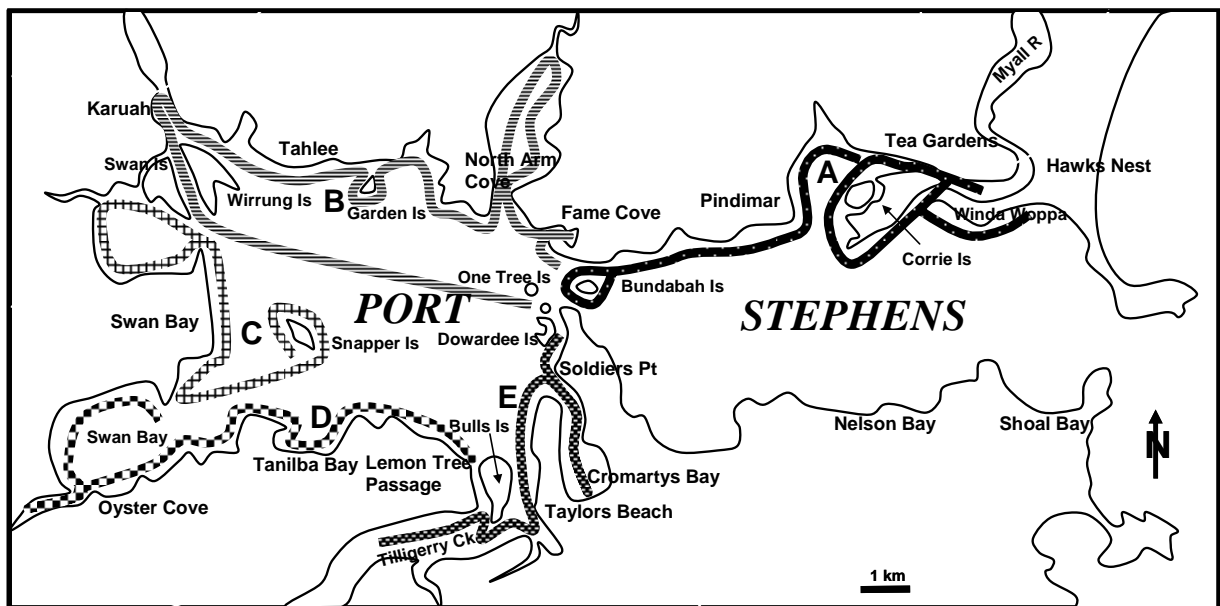 Myall R
Karuah
Tea Gardens
Tahlee
North Arm
Cove
Hawks Nest
Swan Is
A
Wirrung Is
B
Garden Is
Pindimar
Fame Cove
Winda Woppa
Corrie Is
One Tree Is
Bundabah Is
PORT
STEPHENS
Swan Bay
C
Snapper Is
Dowardee Is
Soldiers Pt
E
D
Bulls Is
Nelson Bay
Shoal Bay
N
Swan Bay
Tanilba Bay
Lemon Tree
Passage
Cromartys Bay
Oyster Cove
Taylors Beach
Tilligerry Ck
1 km